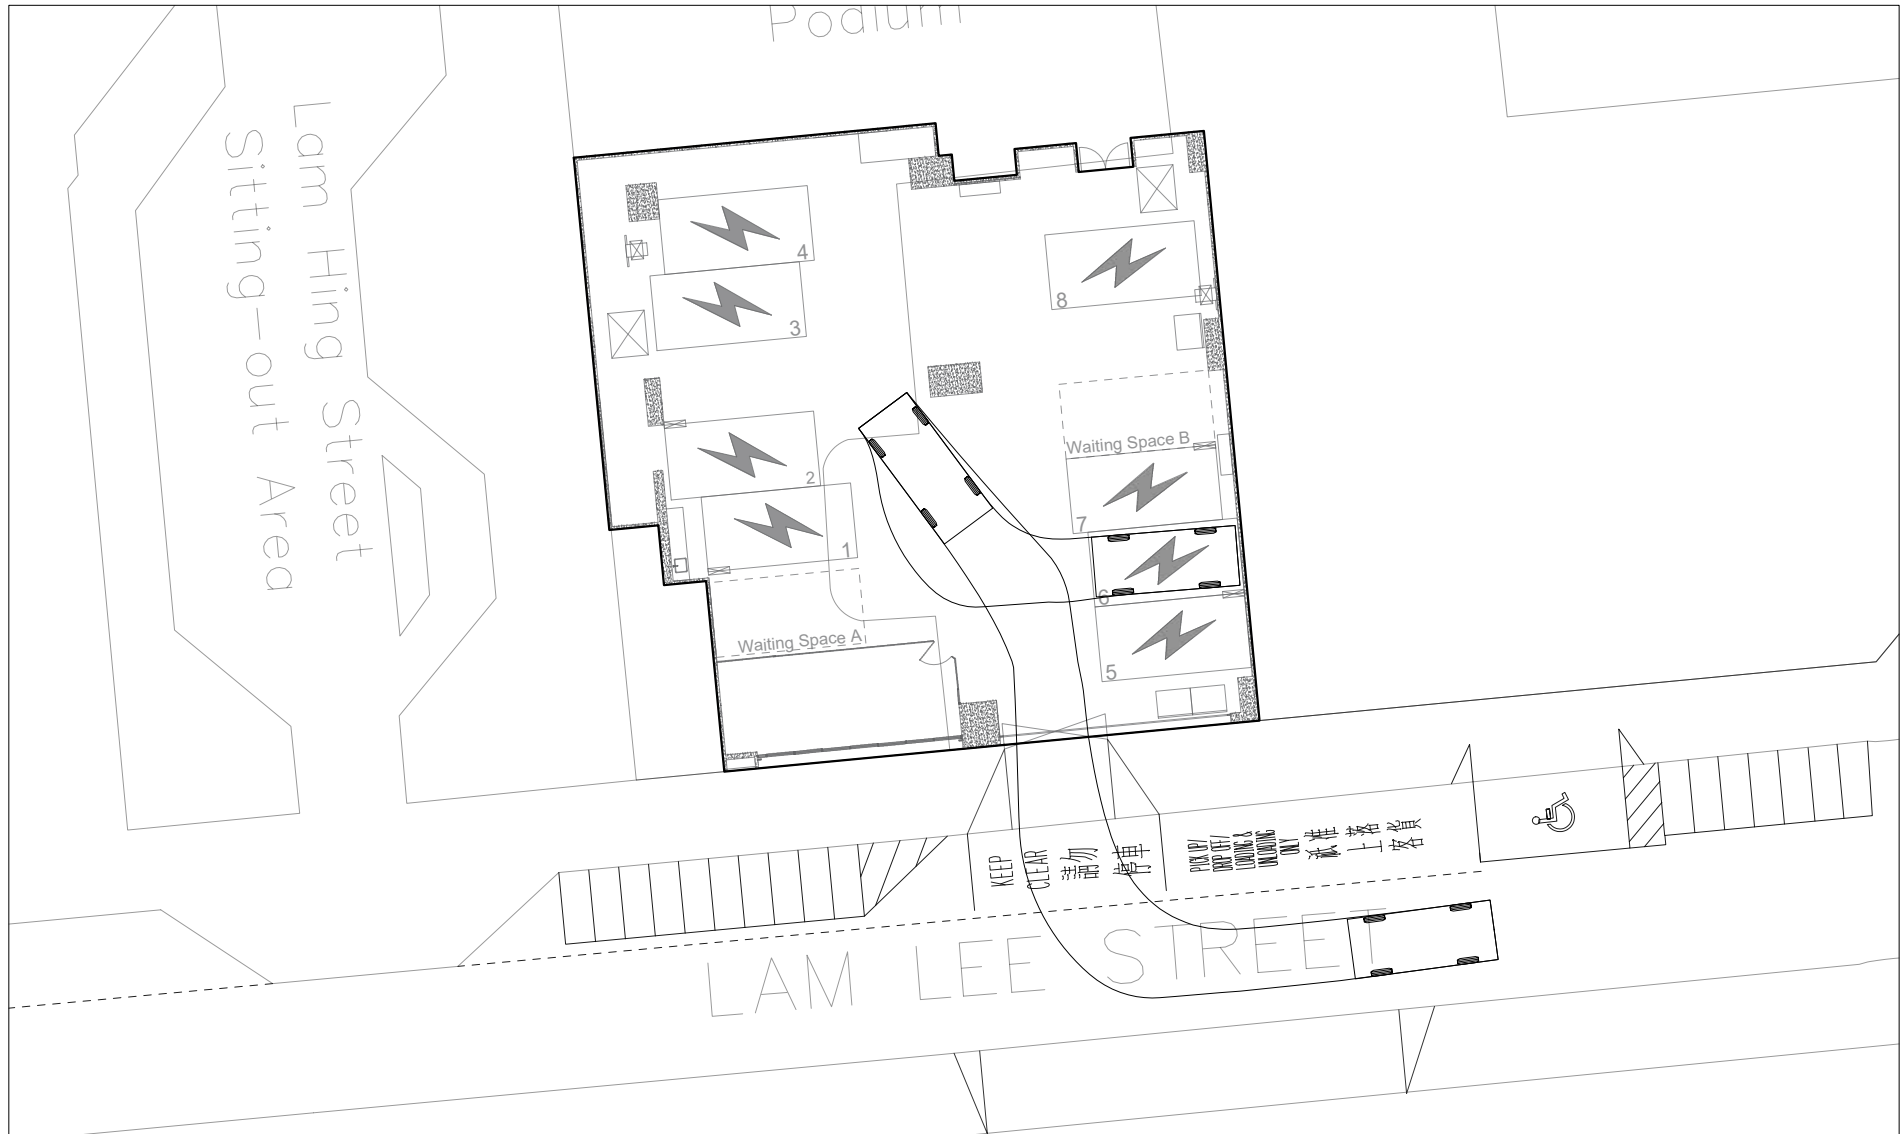 Podium
Lam Hing Street
Sitting-out Area
4
3
2
1
8
Waiting Space B
7
6
5
Waiting Space A
KEEP
CLEAR
請勿
停車
PICK UP/
DROP OFF/
LOADING &
UNLOADING
ONLY
祇准
上落
客貨
LAM LEE STREET